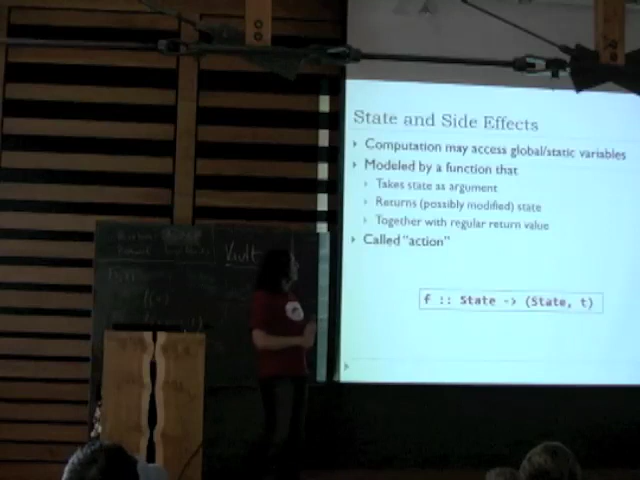 State and Side Effects
Computation may access global/static variables
Modeled by a function that
Takes state as argument
Returns (possibly modified) state
Together with regular return value
Called "action"
f :: State -> (State, t)
Vault